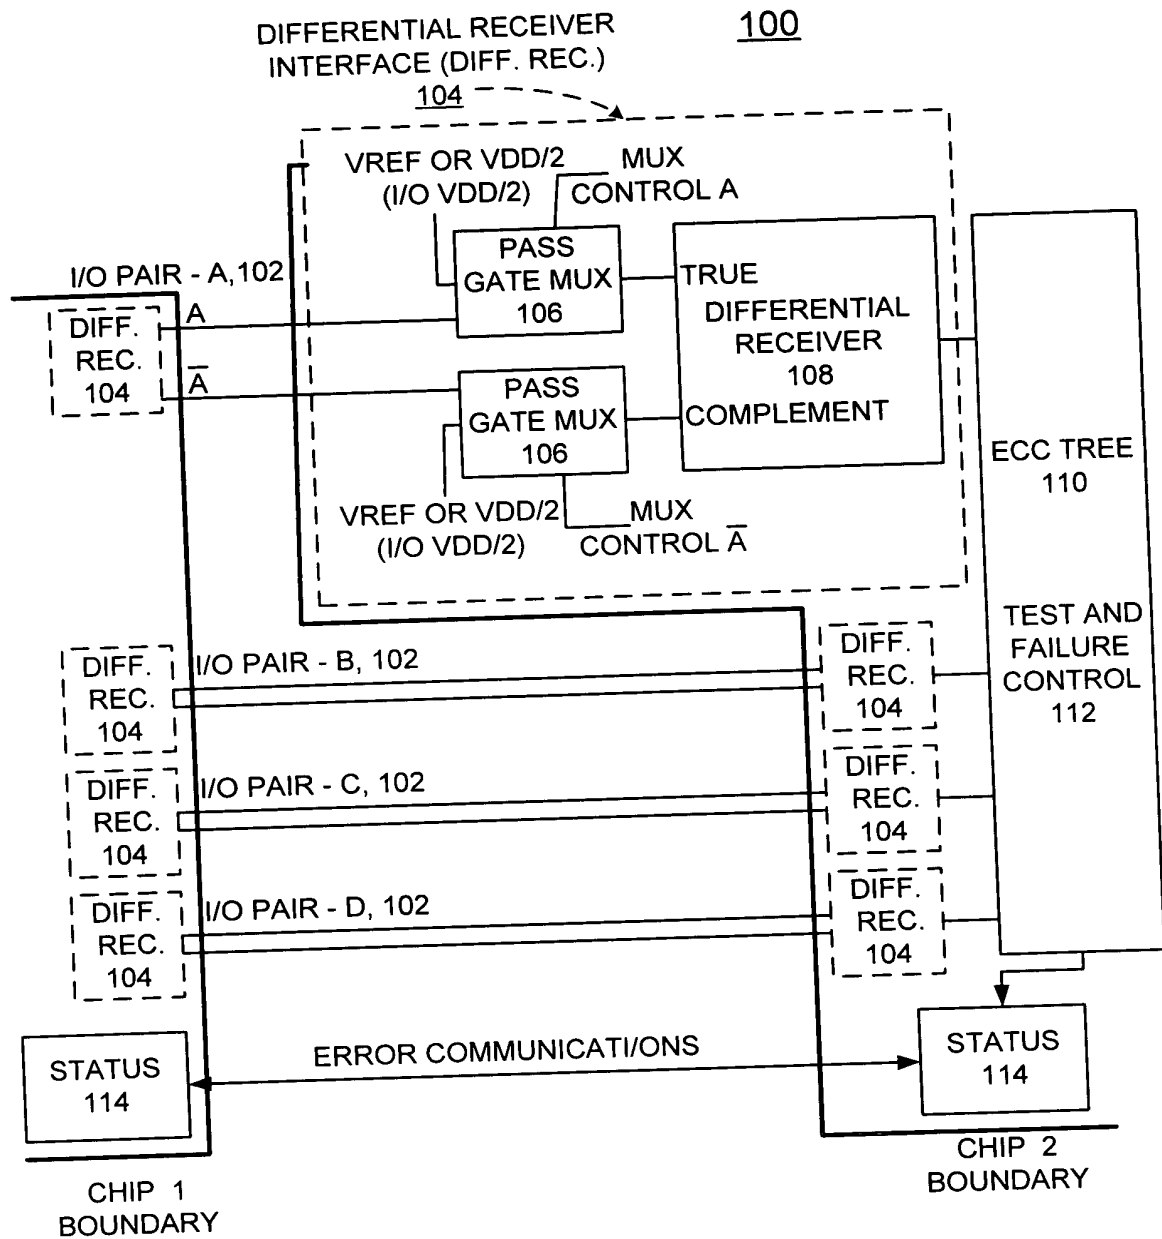 100
DIFFERENTIAL RECEIVER
INTERFACE (DIFF. REC.)
104
VREF OR VDD/2
(I/O VDD/2)
MUX
CONTROL A
I/O PAIR - A, 102
DIFF.
REC.
104
A
A̅
PASS
GATE MUX
106
PASS
GATE MUX
106
TRUE
DIFFERENTIAL
RECEIVER
108
COMPLEMENT
VREF OR VDD/2
(I/O VDD/2)
MUX
CONTROL A̅
ECC TREE
110
TEST AND
FAILURE
CONTROL
112
DIFF.
REC.
104
I/O PAIR - B, 102
DIFF.
REC.
104
DIFF.
REC.
104
I/O PAIR - C, 102
DIFF.
REC.
104
DIFF.
REC.
104
I/O PAIR - D, 102
DIFF.
REC.
104
STATUS
114
ERROR COMMUNICATI/ONS
STATUS
114
CHIP 1
BOUNDARY
CHIP 2
BOUNDARY